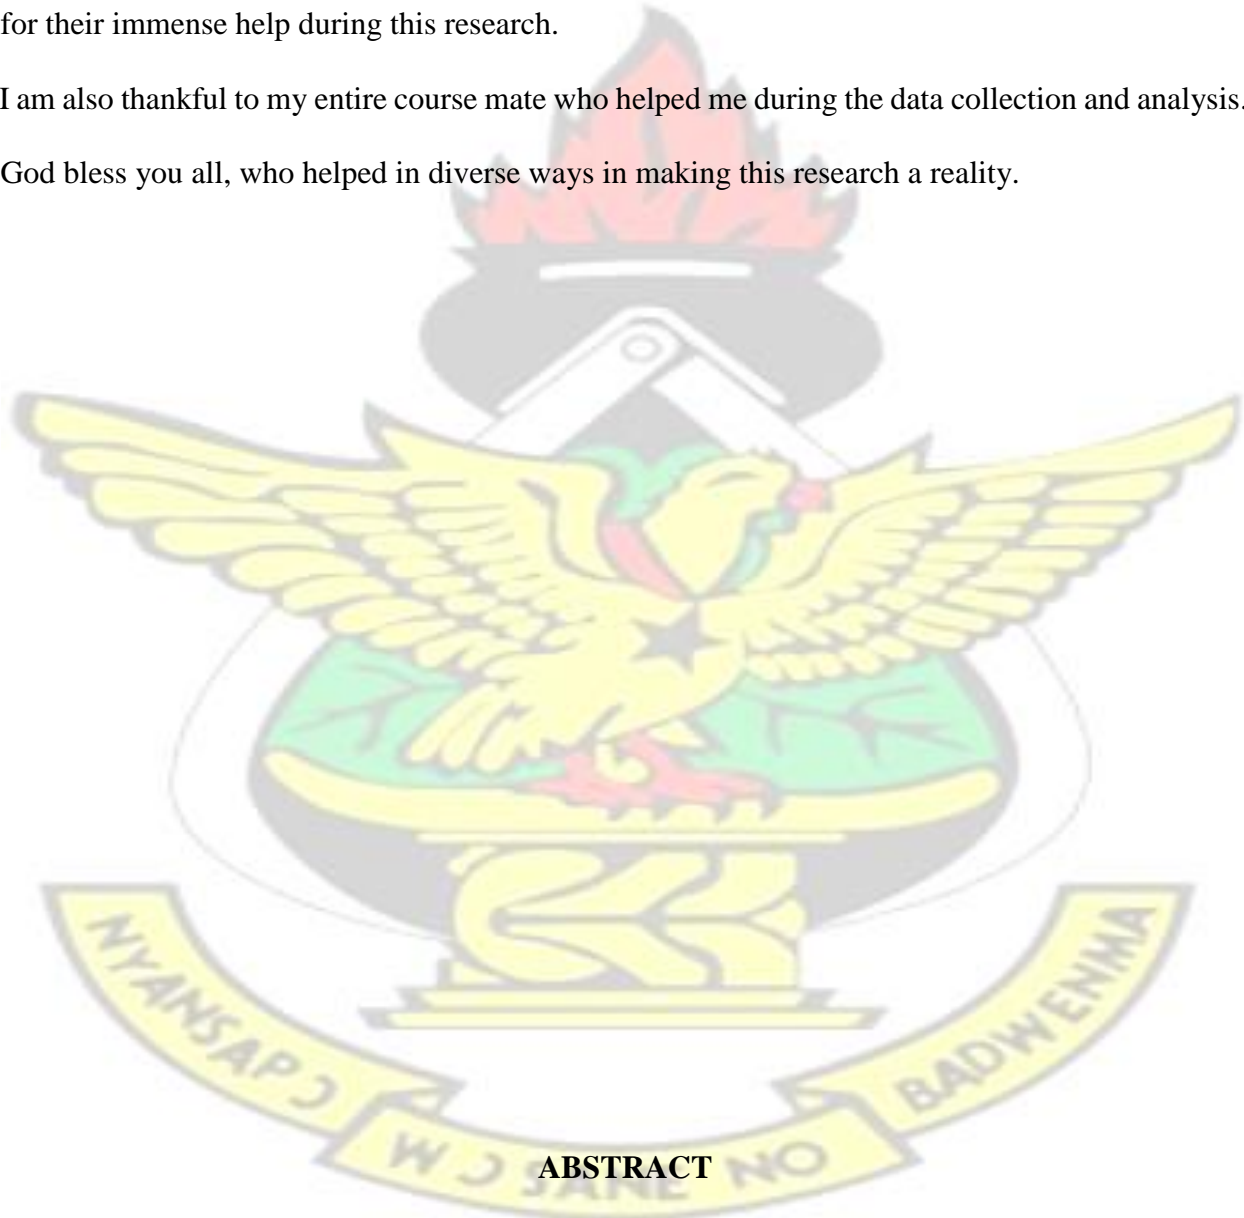 for their immense help during this research.
I am also thankful to my entire course mate who helped me during the data collection and analysis.
God bless you all, who helped in diverse ways in making this research a reality.
NYANSAPƆ
WƆ SANE NO
BADWENMA
ABSTRACT